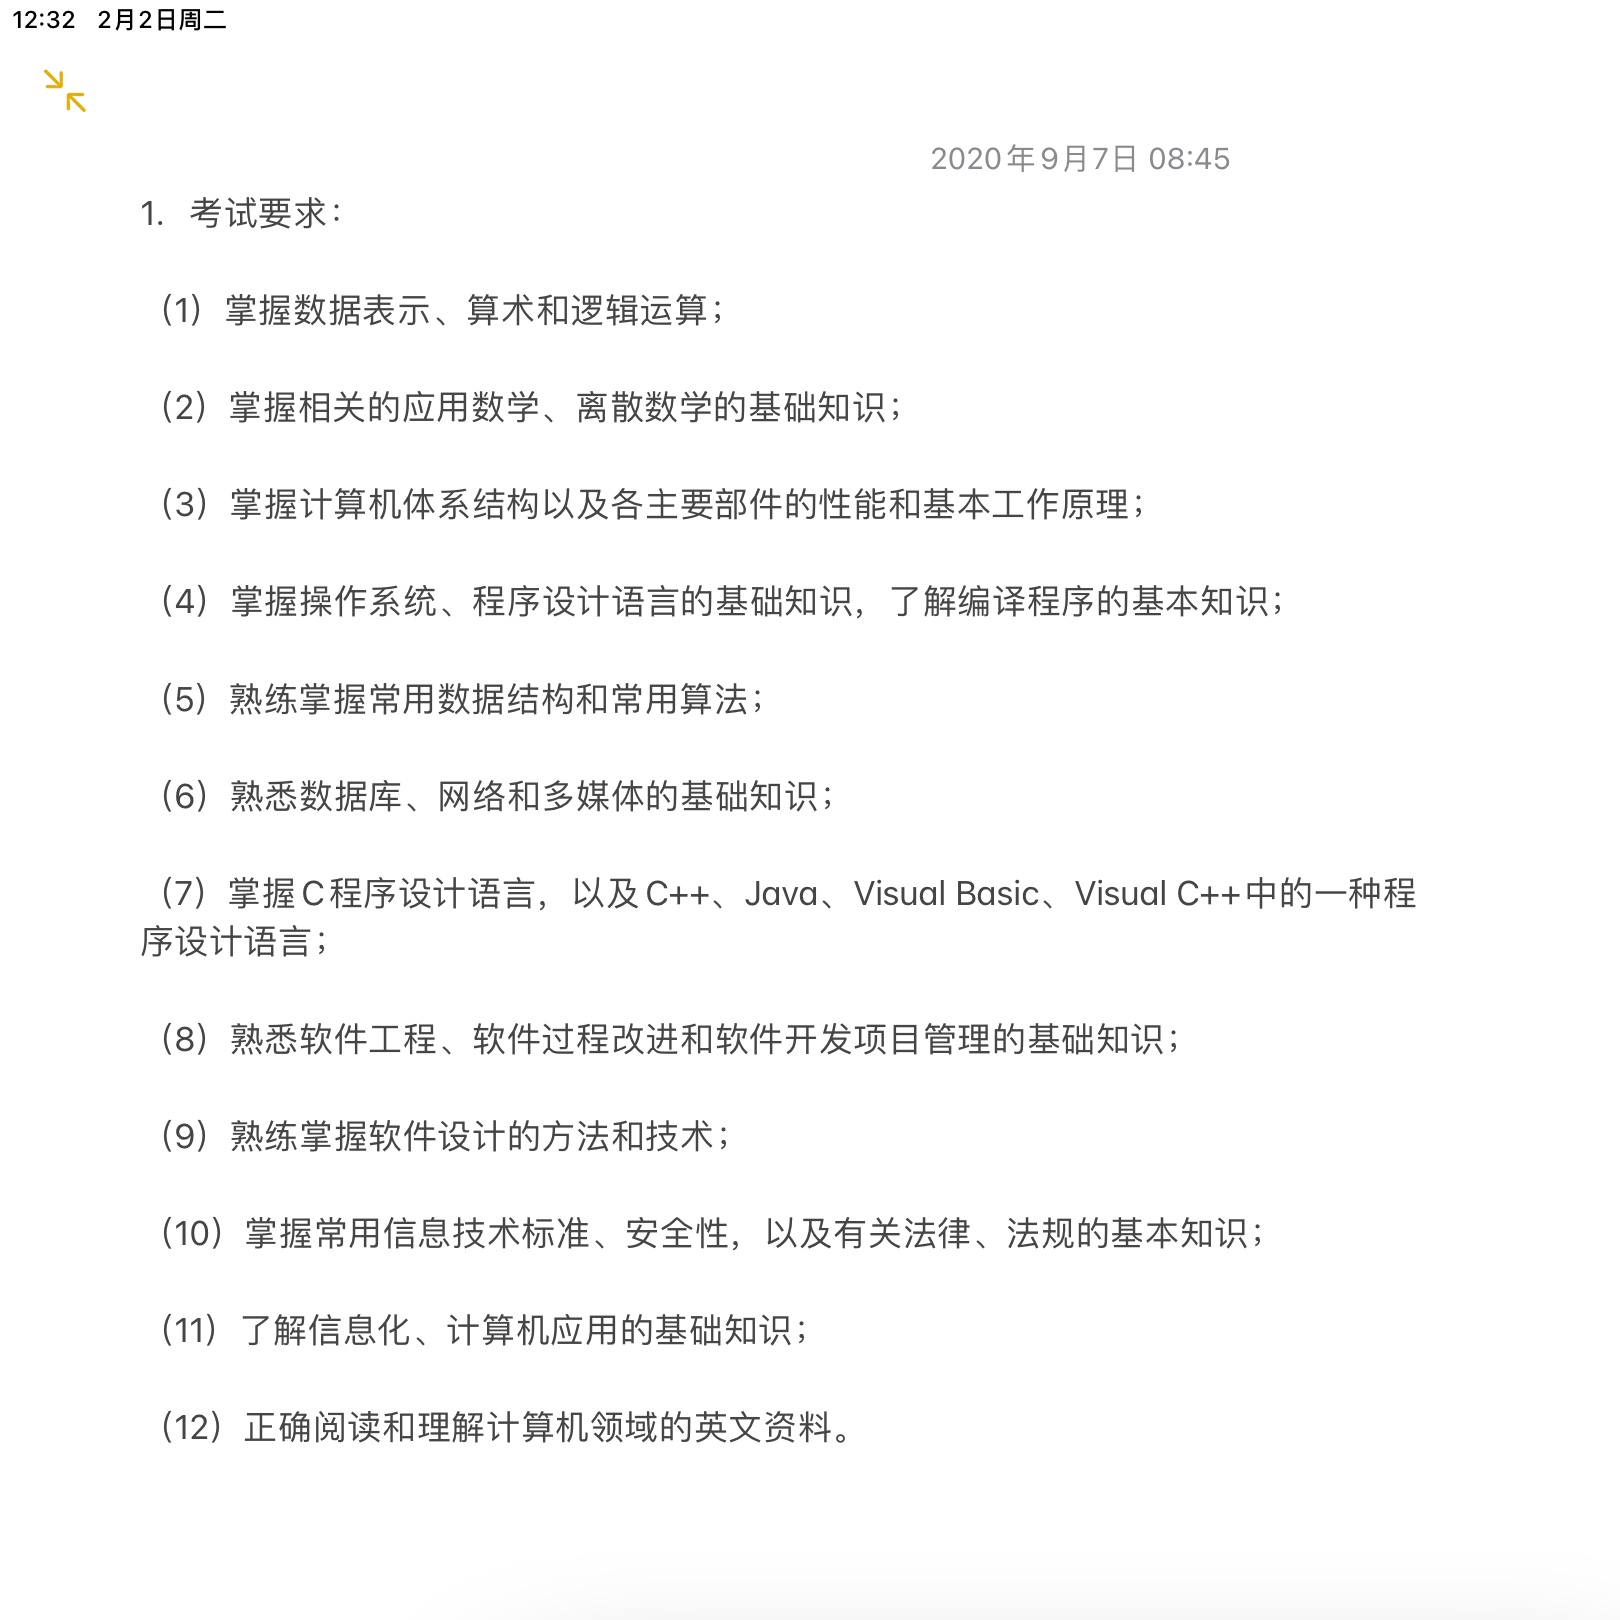 12:32 2月2日周二
2020年9月7日 08:45
1. 考试要求：
（1）掌握数据表示、算术和逻辑运算；
（2）掌握相关的应用数学、离散数学的基础知识；
（3）掌握计算机体系结构以及各主要部件的性能和基本工作原理；
（4）掌握操作系统、程序设计语言的基础知识，了解编译程序的基本知识；
（5）熟练掌握常用数据结构和常用算法；
（6）熟悉数据库、网络和多媒体的基础知识；
（7）掌握C程序设计语言，以及C++、Java、Visual Basic、Visual C++中的一种程
序设计语言；
（8）熟悉软件工程、软件过程改进和软件开发项目管理的基础知识；
（9）熟练掌握软件设计的方法和技术；
（10）掌握常用信息技术标准、安全性，以及有关法律、法规的基本知识；
（11）了解信息化、计算机应用的基础知识；
（12）正确阅读和理解计算机领域的英文资料。